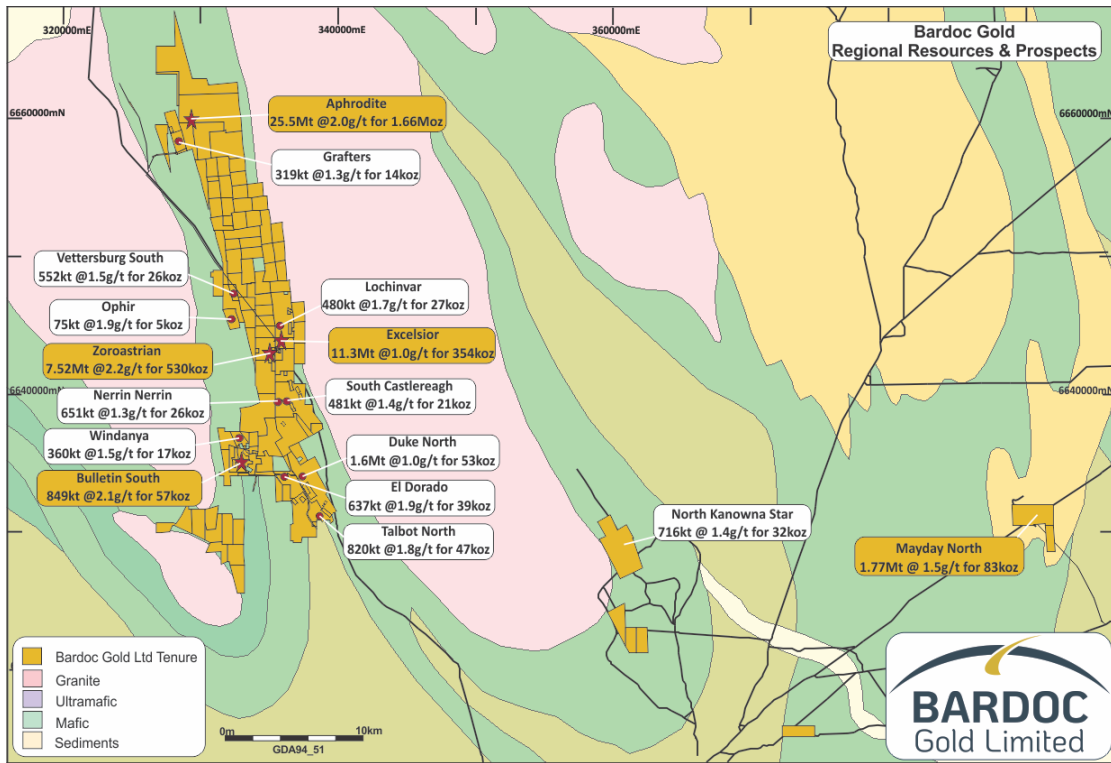 320000mE
340000mE
360000mE
Bardoc Gold
Regional Resources & Prospects
6660000mN
6660000mN
Aphrodite
25.5Mt @2.0g/t for 1.66Moz
Grafters
319kt @1.3g/t for 14koz
Vettersburg South
552kt @1.5g/t for 26koz
Lochinvar
480kt @1.7g/t for 27koz
Ophir
75kt @1.9g/t for 5koz
Excelsior
11.3Mt @1.0g/t for 354koz
Zoroastrian
7.52Mt @2.2g/t for 530koz
6640000mN
6640000mN
Nerrin Nerrin
651kt @1.3g/t for 26koz
South Castlereagh
481kt @1.4g/t for 21koz
Windanya
360kt @1.5g/t for 17koz
Duke North
1.6Mt @1.0g/t for 53koz
Bulletin South
849kt @2.1g/t for 57koz
El Dorado
637kt @1.9g/t for 39koz
Talbot North
820kt @1.8g/t for 47koz
North Kanowna Star
716kt @ 1.4g/t for 32koz
Mayday North
1.77Mt @ 1.5g/t for 83koz
Bardoc Gold Ltd Tenure
Granite
Ultramafic
Mafic
Sediments
0m
10km
GDA94_51
BARDOC
Gold Limited